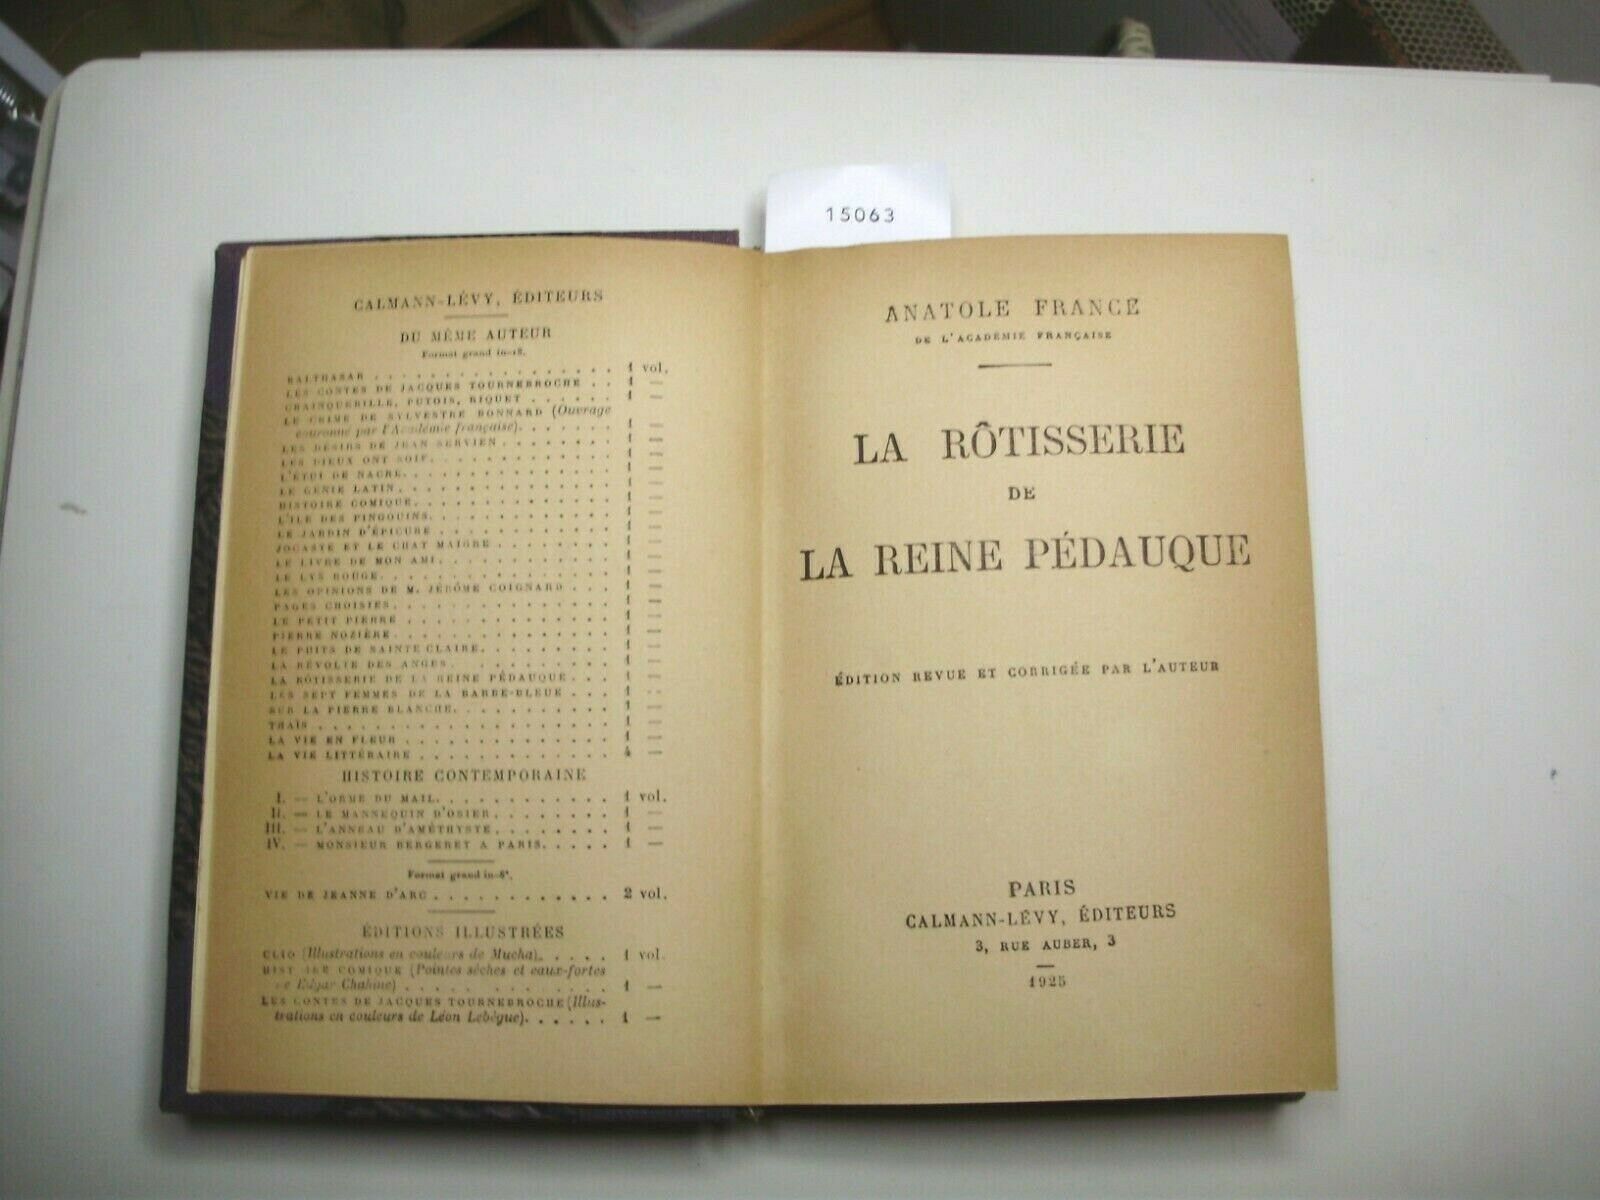 15063
CALMANN-LÉVY, ÉDITEURS
DU MÊME AUTEUR
Format grand in-18.
BALTHASAR . . . . . . . . . . . . . . . . . 1 vol.
LES CONTES DE JACQUES TOURNEBROCHE . . 1 —
CRAINQUEBILLE, PUTOIS, RIQUET . . . . . . 1 —
LE CRIME DE SYLVESTRE BONNARD (Ouvrage
couronné par l'Académie française). . . . . . . 1 —
LES DÉSIRS DE JEAN SERVIEN . . . . . . . . 1 —
LES DIEUX ONT SOIF. . . . . . . . . . . . . 1 —
L'ÉTUI DE NACRE. . . . . . . . . . . . . . 1 —
LE GÉNIE LATIN. . . . . . . . . . . . . . . 1 —
HISTOIRE COMIQUE. . . . . . . . . . . . . . 1 —
L'ILE DES PINGOUINS. . . . . . . . . . . . . 1 —
LE JARDIN D'ÉPICURE . . . . . . . . . . . . 1 —
JOCASTE ET LE CHAT MAIGRE . . . . . . . . 1 —
LE LIVRE DE MON AMI. . . . . . . . . . . . 1 —
LE LYS ROUGE. . . . . . . . . . . . . . . . 1 —
LES OPINIONS DE M. JÉRÔME COIGNARD . . . 1 —
PAGES CHOISIES. . . . . . . . . . . . . . . 1 —
LE PETIT PIERRE . . . . . . . . . . . . . . 1 —
PIERRE NOZIÈRE. . . . . . . . . . . . . . . 1 —
LE PUITS DE SAINTE CLAIRE. . . . . . . . . 1 —
LA RÉVOLTE DES ANGES. . . . . . . . . . . 1 —
LA RÔTISSERIE DE LA REINE PÉDAUQUE. . . . 1 —
LES SEPT FEMMES DE LA BARBE-BLEUE . . . 1 —
SUR LA PIERRE BLANCHE. . . . . . . . . . . 1 —
THAÏS . . . . . . . . . . . . . . . . . . . 1 —
LA VIE EN FLEUR . . . . . . . . . . . . . . 1 —
LA VIE LITTÉRAIRE . . . . . . . . . . . . . 4 —
HISTOIRE CONTEMPORAINE
I. — L'ORME DU MAIL. . . . . . . . . . . . 1 vol.
II. — LE MANNEQUIN D'OSIER. . . . . . . . . 1 —
III. — L'ANNEAU D'AMÉTHYSTE. . . . . . . . 1 —
IV. — MONSIEUR BERGERET A PARIS. . . . . . 1 —
Format grand in-8°.
VIE DE JEANNE D'ARC . . . . . . . . . . . . 2 vol.
ÉDITIONS ILLUSTRÉES
CLIO (Illustrations en couleurs de Mucha). . . . . 1 vol.
HISTOIRE COMIQUE (Pointes sèches et eaux-fortes
de Edgar Chahine) . . . . . . . . . . . . . 1 —
LES CONTES DE JACQUES TOURNEBROCHE (Illus-
trations en couleurs de Léon Lebègue). . . . . . 1 —
ANATOLE FRANCE
DE L'ACADÉMIE FRANÇAISE
LA RÔTISSERIE
DE
LA REINE PÉDAUQUE
ÉDITION REVUE ET CORRIGÉE PAR L'AUTEUR
PARIS
CALMANN-LÉVY, ÉDITEURS
3, RUE AUBER, 3
1925